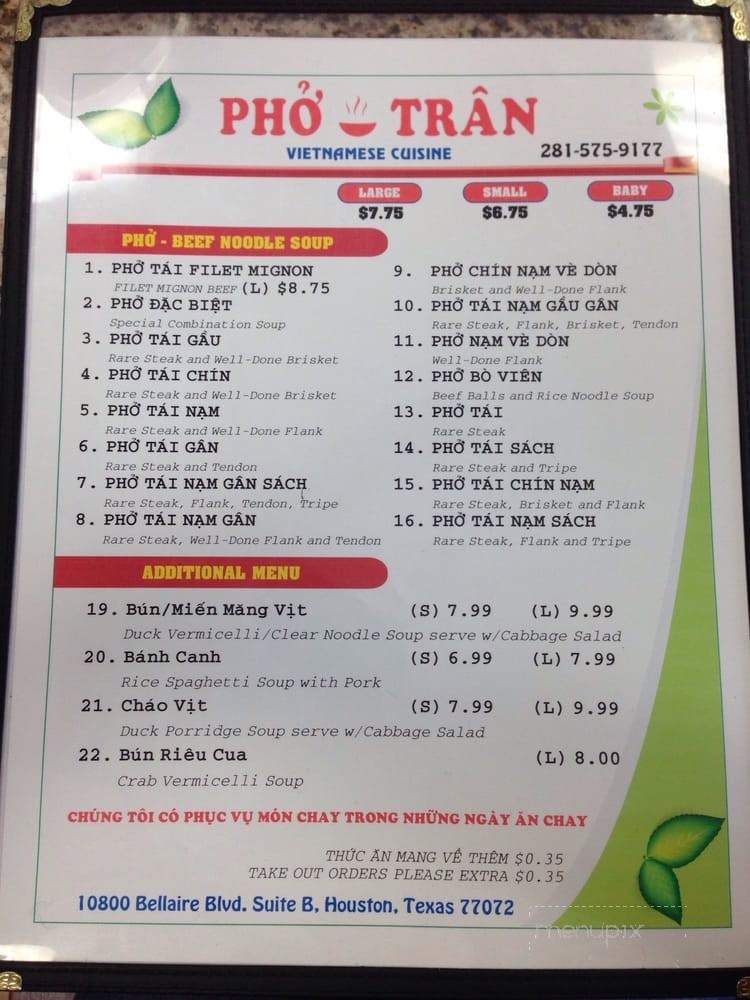 PHỞ TRÂN
VIETNAMESE CUISINE
281-575-9177
LARGE SMALL BABY
$7.75 $6.75 $4.75
PHỞ - BEEF NOODLE SOUP
1. PHỞ TÁI FILET MIGNON
FILET MIGNON BEEF (L) $8.75
2. PHỞ ĐẶC BIỆT
Special Combination Soup
3. PHỞ TÁI GẦU
Rare Steak and Well-Done Brisket
4. PHỞ TÁI CHÍN
Rare Steak and Well-Done Brisket
5. PHỞ TÁI NẠM
Rare Steak and Well-Done Flank
6. PHỞ TÁI GÂN
Rare Steak and Tendon
7. PHỞ TÁI NẠM GÂN SÁCH
Rare Steak, Flank, Tendon, Tripe
8. PHỞ TÁI NẠM GÂN
Rare Steak, Well-Done Flank and Tendon
9. PHỞ CHÍN NẠM VÈ DÒN
Brisket and Well-Done Flank
10. PHỞ TÁI NẠM GẦU GÂN
Rare Steak, Flank, Brisket, Tendon
11. PHỞ NẠM VÈ DÒN
Well-Done Flank
12. PHỞ BÒ VIÊN
Beef Balls and Rice Noodle Soup
13. PHỞ TÁI
Rare Steak
14. PHỞ TÁI SÁCH
Rare Steak and Tripe
15. PHỞ TÁI CHÍN NẠM
Rare Steak, Brisket and Flank
16. PHỞ TÁI NẠM SÁCH
Rare Steak, Flank and Tripe
ADDITIONAL MENU
19. Bún/Miến Măng Vịt (S) 7.99 (L) 9.99
Duck Vermicelli/Clear Noodle Soup serve w/Cabbage Salad
20. Bánh Canh (S) 6.99 (L) 7.99
Rice Spaghetti Soup with Pork
21. Cháo Vịt (S) 7.99 (L) 9.99
Duck Porridge Soup serve w/Cabbage Salad
22. Bún Riêu Cua (L) 8.00
Crab Vermicelli Soup
CHÚNG TÔI CÓ PHỤC VỤ MÓN CHAY TRONG NHỮNG NGÀY ĂN CHAY
THỨC ĂN MANG VỀ THÊM $0.35
TAKE OUT ORDERS PLEASE EXTRA $0.35
10800 Bellaire Blvd. Suite B, Houston, Texas 77072
menupix